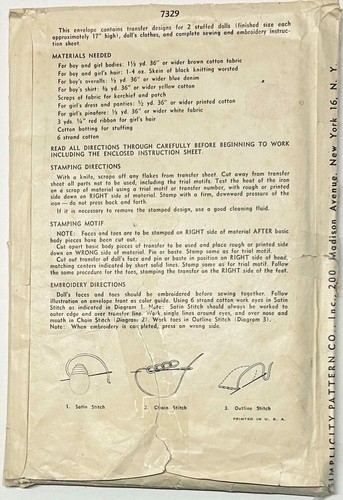 7329
This envelope contains transfer designs for 2 stuffed dolls (finished size each
approximately 17" high), doll's clothes, and complete sewing and embroidery instruc-
tion sheet.
MATERIALS NEEDED
For boy and girl bodies: 1½ yd. 36" or wider brown cotton fabric
For boy and girl's hair: 1-4 oz. Skein of black knitting worsted
For boy's overalls: ½ yd. 36" or wider blue denim
For boy's shirt: ⅜ yd. 36" or wider yellow cotton
Scraps of fabric for kerchief and patch
For girl's dress and panties: ½ yd. 36" or wider printed cotton
For girl's pinafore: ½ yd. 36" or wider white fabric
3 yds. ¼" red ribbon for girl's hair
Cotton batting for stuffing
6 strand cotton
READ ALL DIRECTIONS THROUGH CAREFULLY BEFORE BEGINNING TO WORK
INCLUDING THE ENCLOSED INSTRUCTION SHEET.
STAMPING DIRECTIONS
With a knife, scrape off any flakes from transfer sheet. Cut away from transfer
sheet all parts not to be used, including the trial motifs. Test the heat of the iron
on a scrap of material using a trial motif or transfer number, with rough or printed
side down on RIGHT side of material. Stamp with a firm, downward pressure of the
iron — do not press back and forth.
If it is necessary to remove the stamped design, use a good cleaning fluid.
STAMPING MOTIF
NOTE: Faces and toes are to be stamped on RIGHT side of material AFTER basic
body pieces have been cut out.
Cut apart body pieces of transfer to be used and place rough or printed side
down on WRONG side of material. Pin or baste Stamp same as for trial motif.
Cut out transfer of doll's face and pin or baste in position on RIGHT side of head,
matching centers indicated by short solid lines. Stamp same as for trial motif. Follow
the same procedure for the toes, stamping the transfer on the RIGHT side of the feet.
EMBROIDERY DIRECTIONS
Doll's faces and toes should be embroidered before sewing together. Follow
illustration on envelope front as color guide. Using 6 strand cotton work eyes in Satin
Stitch as indicated in Diagram 1. Note: Satin Stitch should always be worked to
outer edge and over transfer line. Work single lines around eyes, and over nose and
mouth in Chain Stitch (Diagram 2). Work toes in Outline Stitch (Diagram 3).
Note: When embroidery is completed, press on wrong side.
1. Satin Stitch
2. Chain Stitch
3. Outline Stitch
PRINTED IN U. S. A.
SIMPLICITY PATTERN CO., Inc., 200 Madison Avenue, New York 16, N. Y.